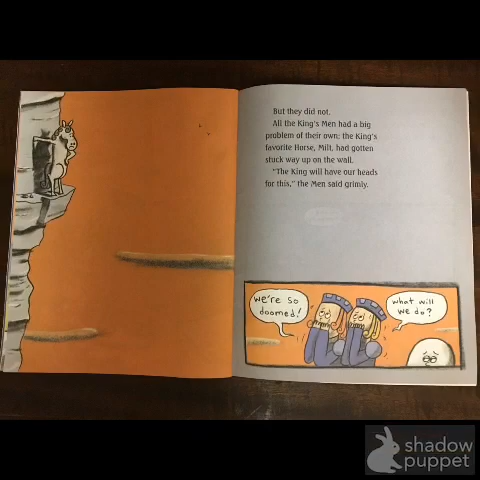 But they did not.
All the King's Men had a big
problem of their own; the King's
favorite Horse, Milt, had gotten
stuck way up on the wall.
"The King will have our heads
for this," the Men said grimly.
we're so
doomed!
what will
we do?
shadow
puppet